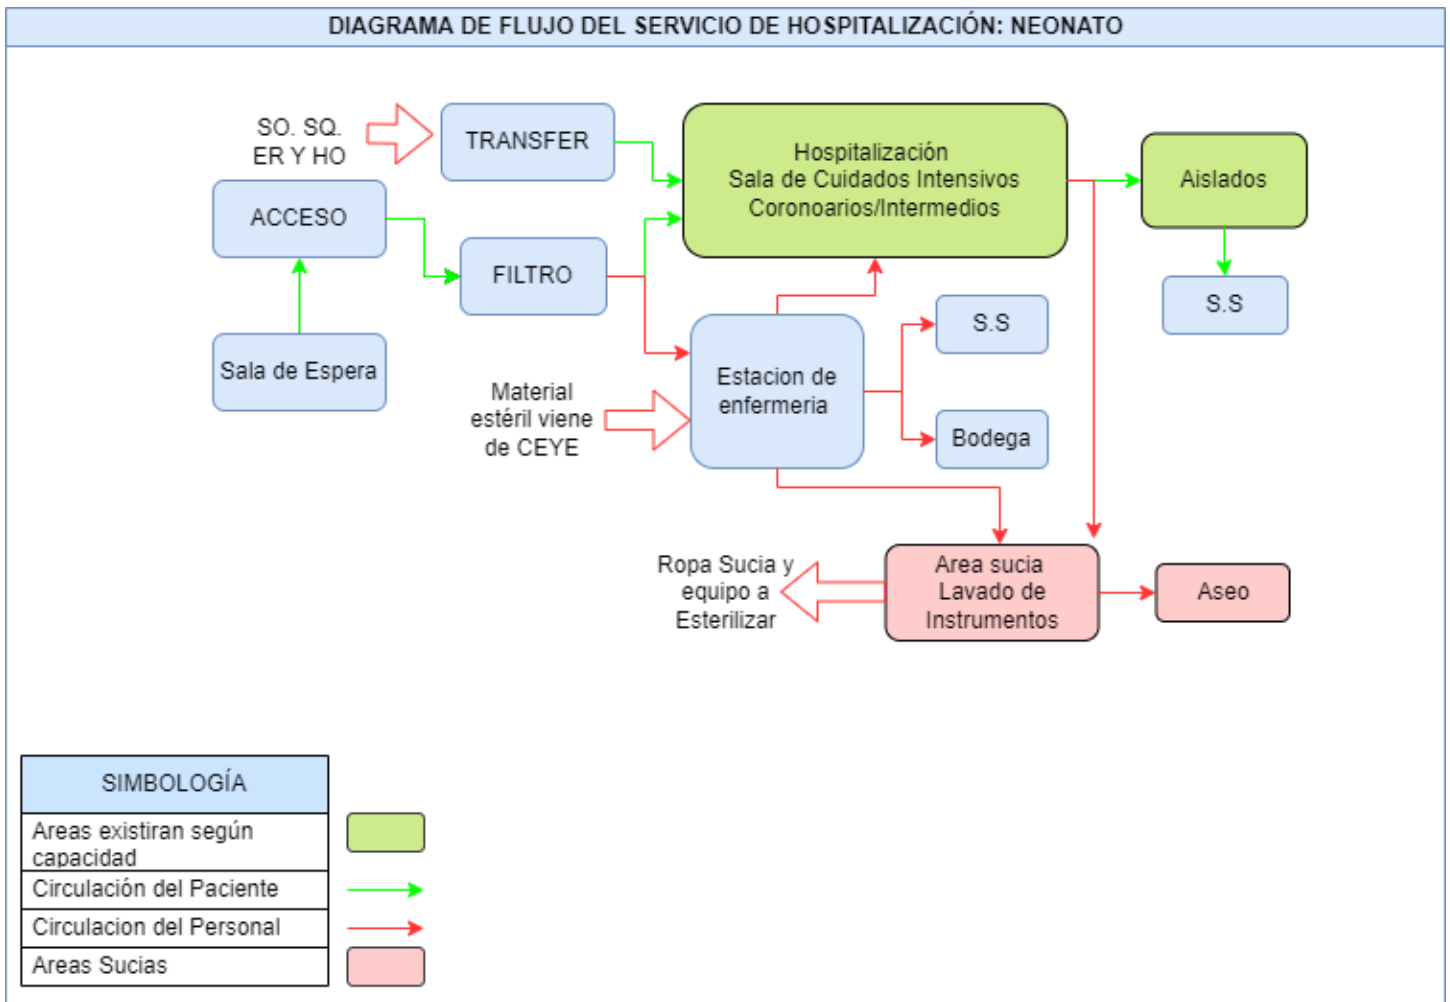 DIAGRAMA DE FLUJO DEL SERVICIO DE HOSPITALIZACIÓN: NEONATO
SO. SQ.
ER Y HO
TRANSFER
Hospitalización
Sala de Cuidados Intensivos
Coronoarios/Intermedios
Aislados
ACCESO
FILTRO
S.S
S.S
Sala de Espera
Estacion de
enfermeria
Material
estéril viene
de CEYE
Bodega
Ropa Sucia y
equipo a
Esterilizar
Area sucia
Lavado de
Instrumentos
Aseo
SIMBOLOGÍA
Areas existiran según
capacidad
Circulación del Paciente
Circulacion del Personal
Areas Sucias